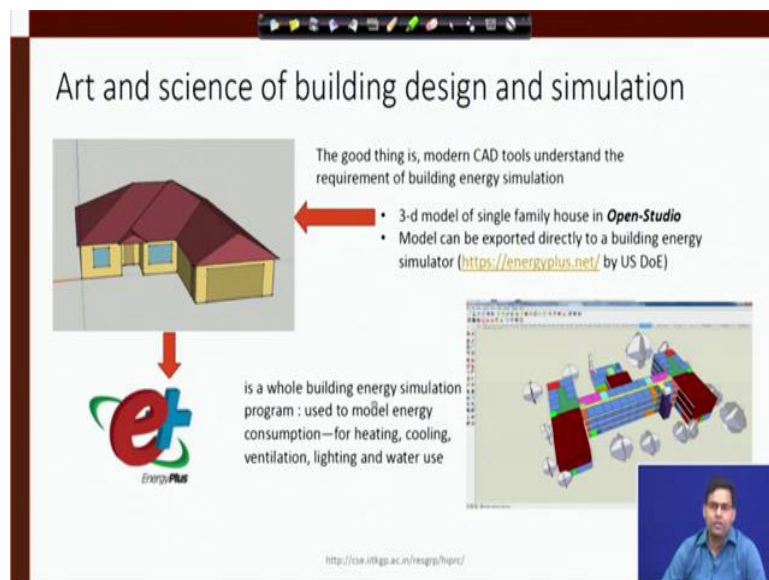 Art and science of building design and simulation
The good thing is, modern CAD tools understand the
requirement of building energy simulation
• 3-d model of single family house in Open-Studio
• Model can be exported directly to a building energy
simulator (https://energyplus.net/ by US DoE)
is a whole building energy simulation
program : used to model energy
consumption—for heating, cooling,
ventilation, lighting and water use
e+
EnergyPlus
http://cse.iitkgp.ac.in/resgrp/hiprc/